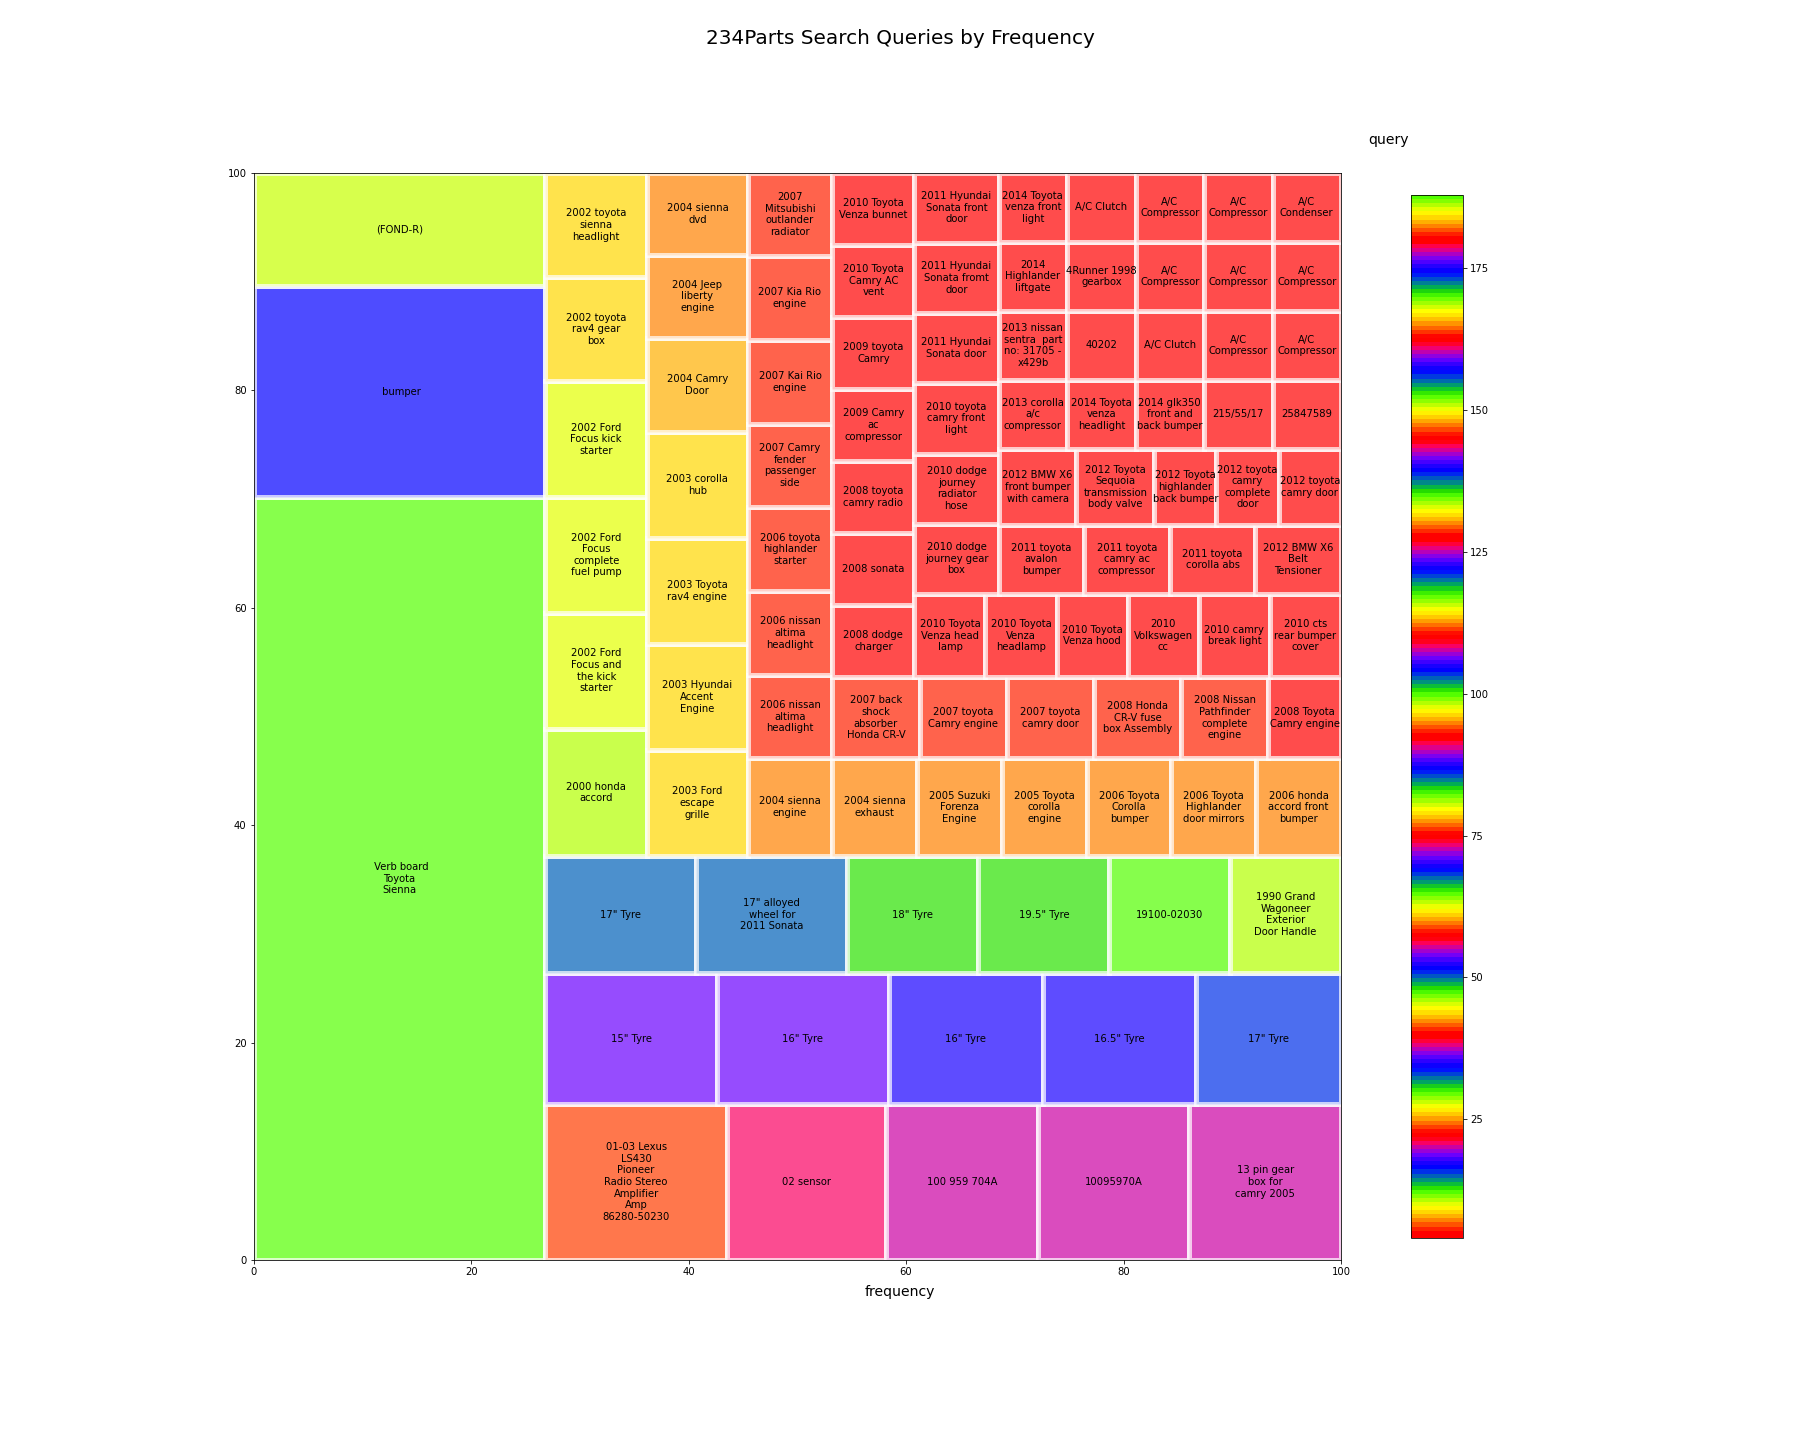 234Parts Search Queries by Frequency
query
100
80
60
40
20
0
(FOND-R)
bumper
Verb board
Toyota
Sienna
2002 toyota
sienna
headlight
2002 toyota
rav4 gear
box
2002 Ford
Focus kick
starter
2002 Ford
Focus
complete
fuel pump
2002 Ford
Focus and
the kick
starter
2000 honda
accord
2004 sienna
dvd
2004 Jeep
liberty
engine
2004 Camry
Door
2003 corolla
hub
2003 Toyota
rav4 engine
2003 Hyundai
Accent
Engine
2003 Ford
escape
grille
2007
Mitsubishi
outlander
radiator
2007 Kia Rio
engine
2007 Kai Rio
engine
2007 Camry
fender
passenger
side
2006 toyota
highlander
starter
2006 nissan
altima
headlight
2006 nissan
altima
headlight
2010 Toyota
Venza bunnet
2010 Toyota
Camry AC
vent
2009 toyota
Camry
2009 Camry
ac
compressor
2008 toyota
camry radio
2008 sonata
2008 dodge
charger
2011 Hyundai
Sonata front
door
2011 Hyundai
Sonata fromt
door
2011 Hyundai
Sonata door
2010 toyota
camry front
light
2010 dodge
journey
radiator
hose
2010 dodge
journey gear
box
2014 Toyota
venza front
light
A/C Clutch
A/C
Compressor
A/C
Compressor
A/C
Condenser
2014
Highlander
liftgate
4Runner 1998
gearbox
A/C
Compressor
A/C
Compressor
A/C
Compressor
2013 nissan
sentra  part
no: 31705 -
x429b
40202
A/C Clutch
A/C
Compressor
A/C
Compressor
2013 corolla
a/c
compressor
2014 Toyota
venza
headlight
2014 glk350
front and
back bumper
215/55/17
25847589
2012 BMW X6
front bumper
with camera
2012 Toyota
Sequoia
transmission
body valve
2012 Toyota
highlander
back bumper
2012 toyota
camry
complete
door
2012 toyota
camry door
2011 toyota
avalon
bumper
2011 toyota
camry ac
compressor
2011 toyota
corolla abs
2012 BMW X6
Belt
Tensioner
2010 Toyota
Venza head
lamp
2010 Toyota
Venza
headlamp
2010 Toyota
Venza hood
2010
Volkswagen
cc
2010 camry
break light
2010 cts
rear bumper
cover
2007 back
shock
absorber
Honda CR-V
2007 toyota
Camry engine
2007 toyota
camry door
2008 Honda
CR-V fuse
box Assembly
2008 Nissan
Pathfinder
complete
engine
2008 Toyota
Camry engine
2004 sienna
engine
2004 sienna
exhaust
2005 Suzuki
Forenza
Engine
2005 Toyota
corolla
engine
2006 Toyota
Corolla
bumper
2006 Toyota
Highlander
door mirrors
2006 honda
accord front
bumper
17" Tyre
17" alloyed
wheel for
2011 Sonata
18" Tyre
19.5" Tyre
19100-02030
1990 Grand
Wagoneer
Exterior
Door Handle
15" Tyre
16" Tyre
16" Tyre
16.5" Tyre
17" Tyre
01-03 Lexus
LS430
Pioneer
Radio Stereo
Amplifier
Amp
86280-50230
02 sensor
100 959 704A
10095970A
13 pin gear
box for
camry 2005
0
20
40
60
80
100
frequency
175
150
125
100
75
50
25